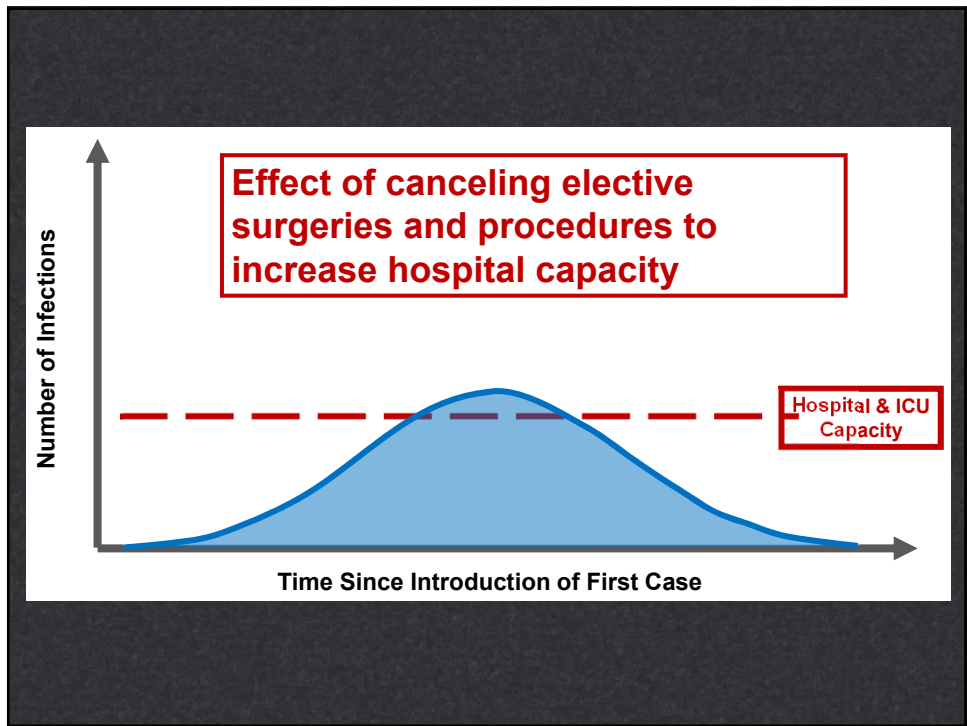 Effect of canceling elective
surgeries and procedures to
increase hospital capacity
Number of Infections
Hospital & ICU
Capacity
Time Since Introduction of First Case